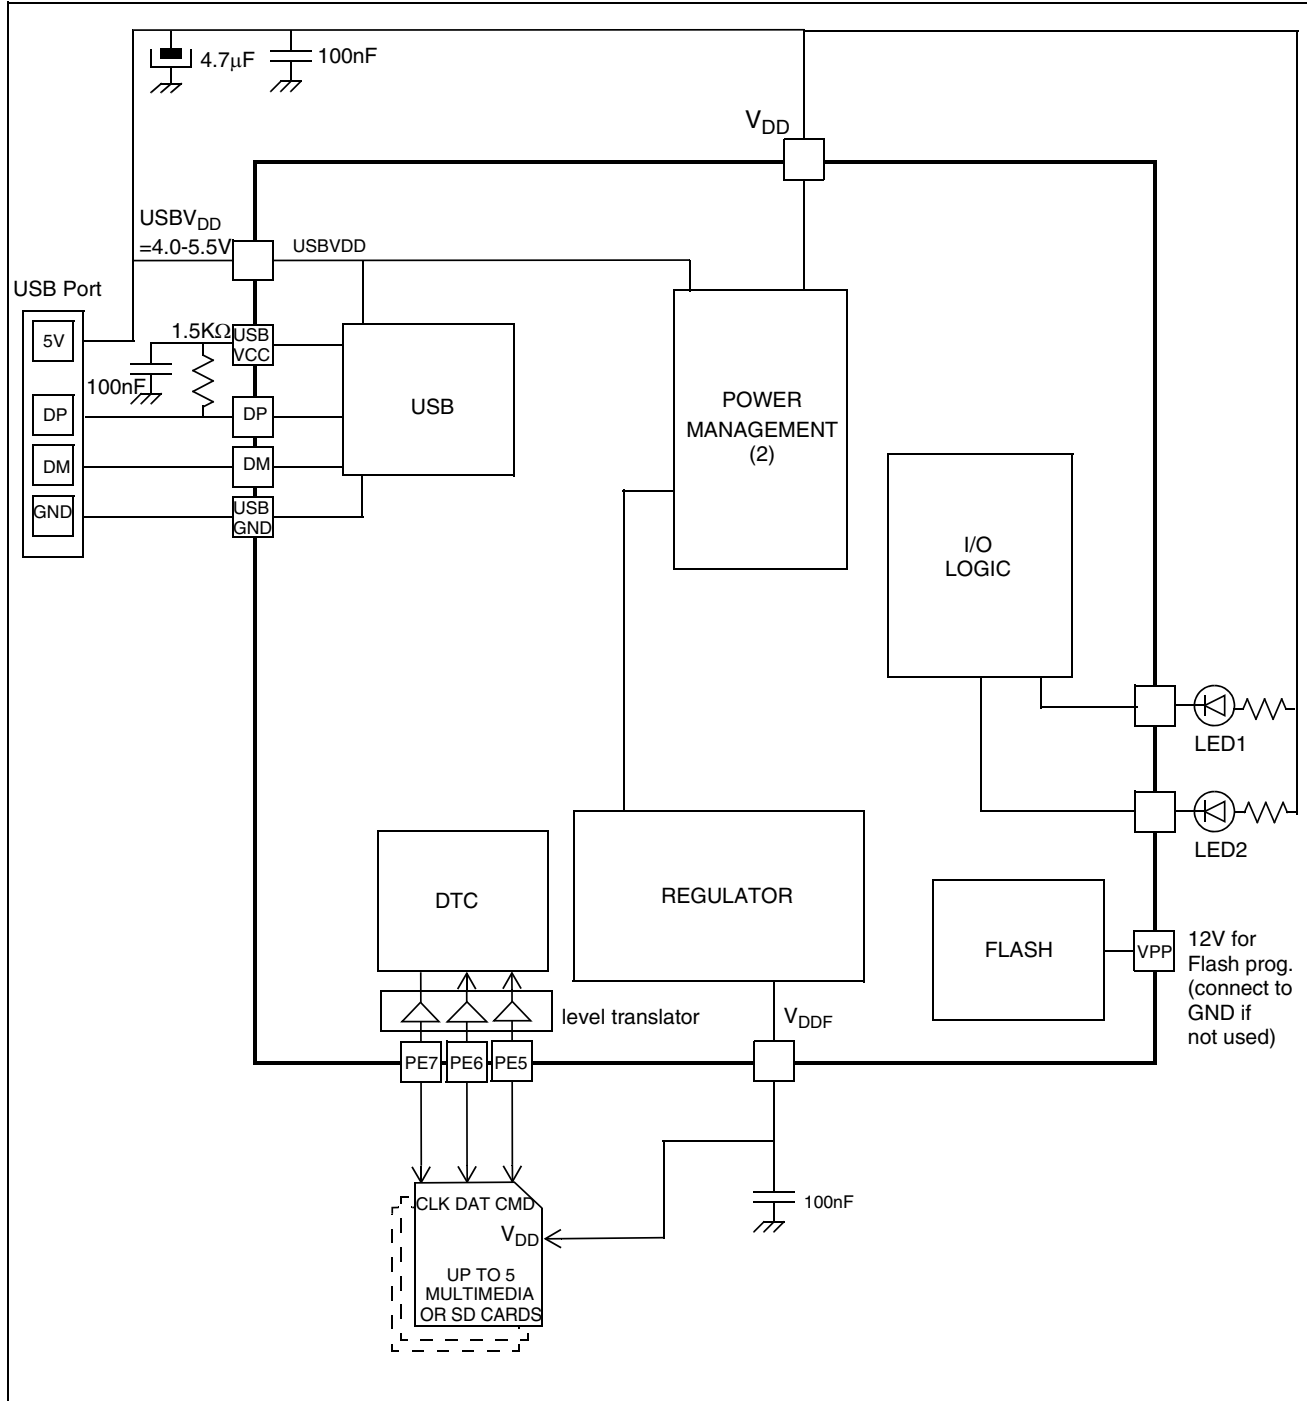 4.7μF
100nF
VDD
USBVDD
=4.0-5.5V
USBVDD
USB Port
5V
1.5KΩ
USB
VCC
100nF
DP
DP
DM
DM
GND
USB
GND
USB
POWER
MANAGEMENT
(2)
I/O
LOGIC
LED1
LED2
DTC
REGULATOR
FLASH
VPP
12V for
Flash prog.
(connect to
GND if
not used)
level translator
VDDF
PE7
PE6
PE5
CLK DAT CMD
VDD
100nF
UP TO 5
MULTIMEDIA
OR SD CARDS